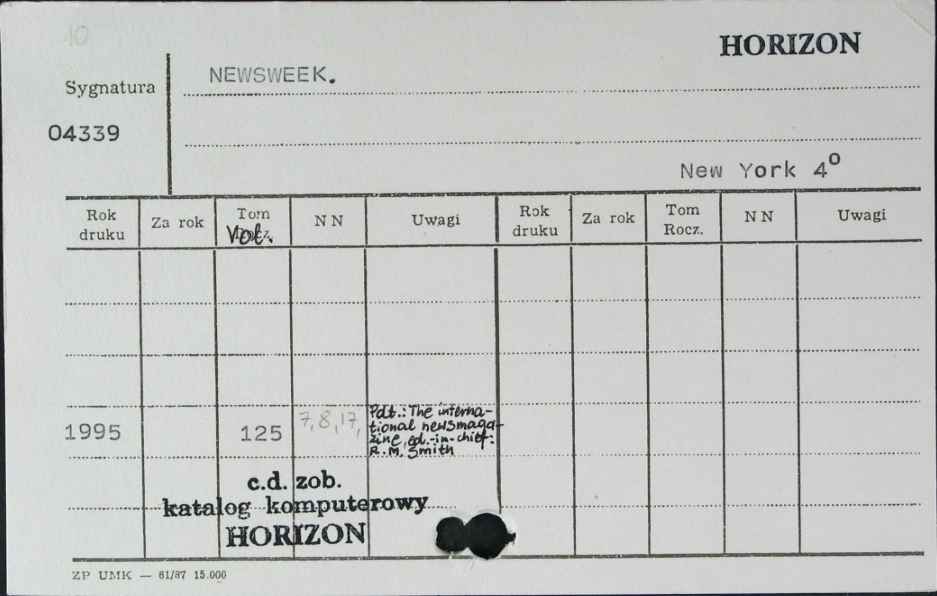 10
HORIZON
NEWSWEEK.
Sygnatura
04339
New York 4º
Rok druku Za rok Tom Vol. NN Uwagi Rok druku Za rok Tom Rocz. NN Uwagi
1995 125 7,8,17, Pdt.: The interna-
tional newsmaga-
zine, ed.-in-chief:
R.M. Smith
c.d. zob.
katalog komputerowy
HORIZON
ZP UMK — 61/87 15.000